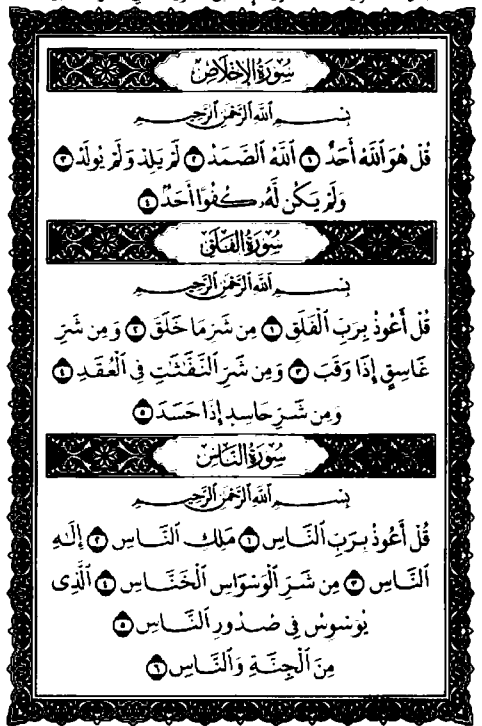 سُورَةُ الإِخْلَاصِ
بِسْمِ ٱللَّهِ ٱلرَّحْمَٰنِ ٱلرَّحِيمِ
قُلْ هُوَ ٱللَّهُ أَحَدٌ ١ ٱللَّهُ ٱلصَّمَدُ ٢ لَمْ يَلِدْ وَلَمْ يُولَدْ ٣
وَلَمْ يَكُن لَّهُۥ كُفُوًا أَحَدٌۢ ٤
سُورَةُ الفَلَقِ
بِسْمِ ٱللَّهِ ٱلرَّحْمَٰنِ ٱلرَّحِيمِ
قُلْ أَعُوذُ بِرَبِّ ٱلْفَلَقِ ١ مِن شَرِّ مَا خَلَقَ ٢ وَمِن شَرِّ
غَاسِقٍ إِذَا وَقَبَ ٣ وَمِن شَرِّ ٱلنَّفَّٰثَٰتِ فِى ٱلْعُقَدِ ٤
وَمِن شَرِّ حَاسِدٍ إِذَا حَسَدَ ٥
سُورَةُ النَّاسِ
بِسْمِ ٱللَّهِ ٱلرَّحْمَٰنِ ٱلرَّحِيمِ
قُلْ أَعُوذُ بِرَبِّ ٱلنَّاسِ ١ مَلِكِ ٱلنَّاسِ ٢ إِلَٰهِ
ٱلنَّاسِ ٣ مِن شَرِّ ٱلْوَسْوَاسِ ٱلْخَنَّاسِ ٤ ٱلَّذِى
يُوَسْوِسُ فِى صُدُورِ ٱلنَّاسِ ٥
مِنَ ٱلْجِنَّةِ وَٱلنَّاسِ ٦